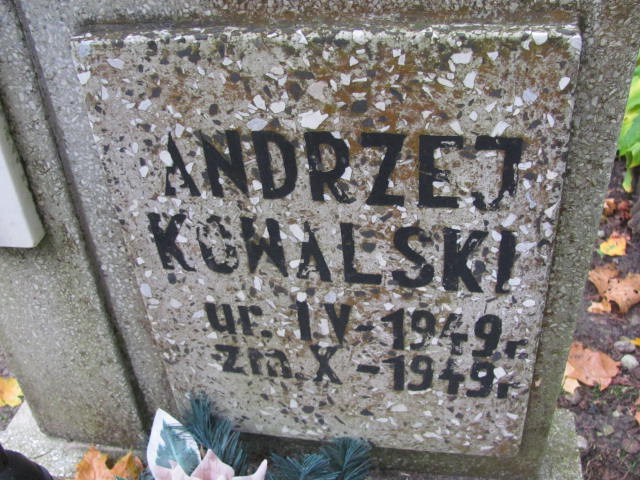 ANDRZEJ
KOWALSKI
ur. IV-1949r.
zm. X-1949r.